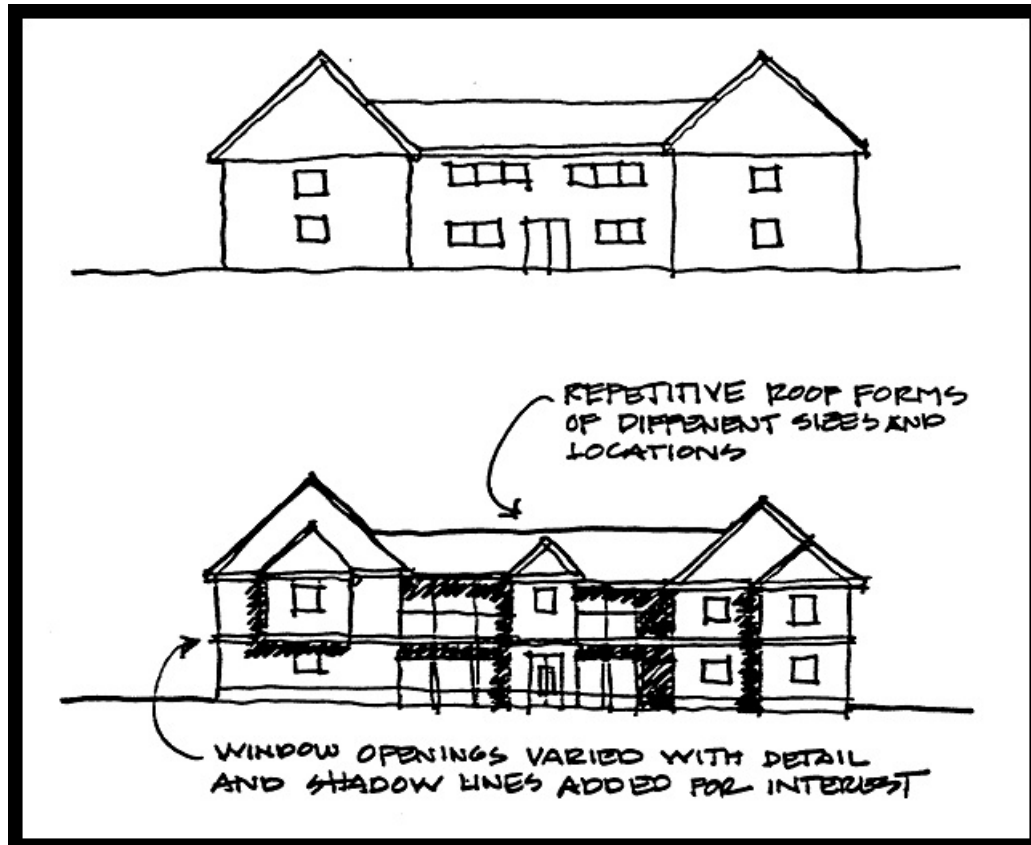 REPETITIVE ROOF FORMS
OF DIFFERENT SIZES AND
LOCATIONS
WINDOW OPENINGS VARIED WITH DETAIL
AND SHADOW LINES ADDED FOR INTEREST